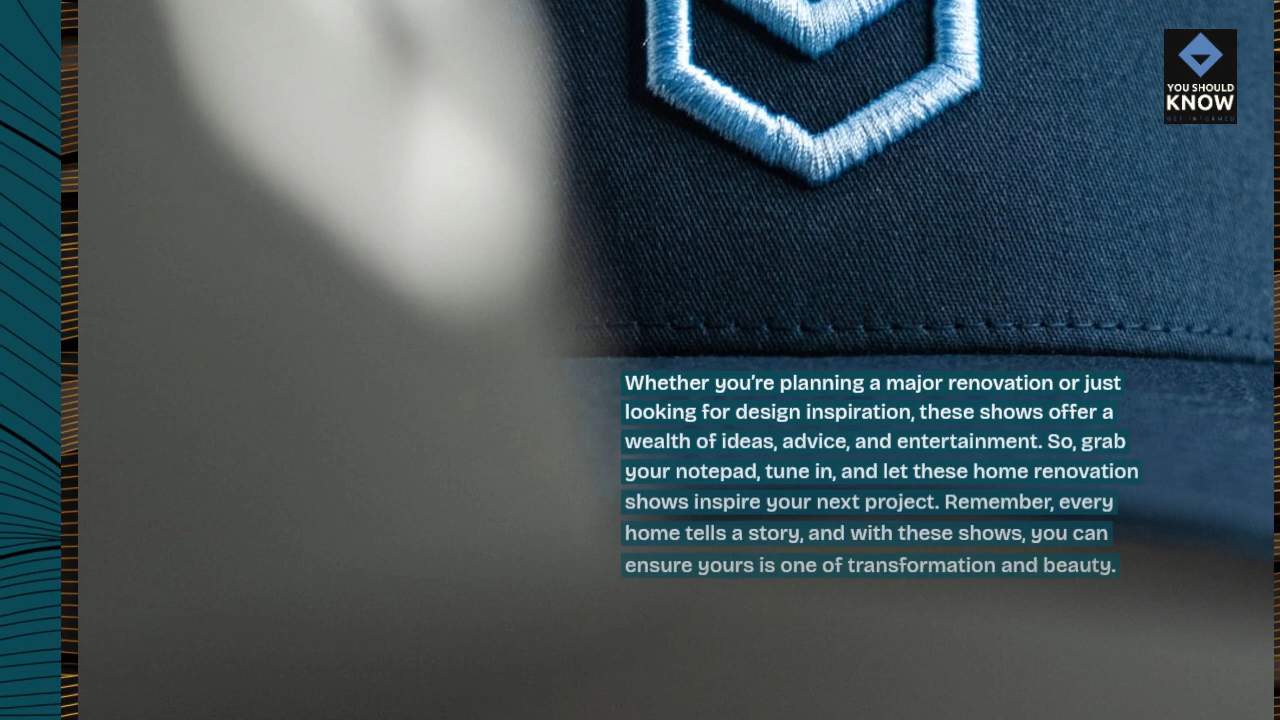 YOU SHOULD
KNOW
GET INFORMED
Whether you're planning a major renovation or just
looking for design inspiration, these shows offer a
wealth of ideas, advice, and entertainment. So, grab
your notepad, tune in, and let these home renovation
shows inspire your next project. Remember, every
home tells a story, and with these shows, you can
ensure yours is one of transformation and beauty.